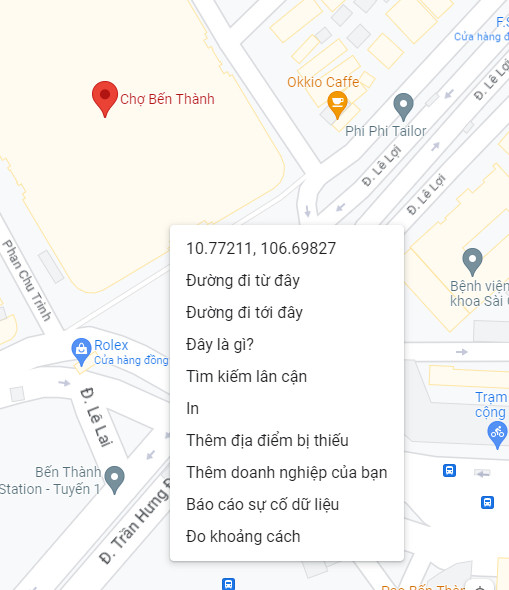 F.S
Cửa hàng đ
Okkio Caffe
Chợ Bến Thành
Phi Phi Tailor
Đ. Lê Lợi
Đ. Lê Lợi
Đ. Lê Lợi
Phan Chu Trinh
10.77211, 106.69827
Đường đi từ đây
Đường đi tới đây
Đây là gì?
Tìm kiếm lân cận
In
Thêm địa điểm bị thiếu
Thêm doanh nghiệp của bạn
Báo cáo sự cố dữ liệu
Đo khoảng cách
Bệnh viện
khoa Sài G
Rolex
Cửa hàng đồng
Đ. Lê Lai
Trạm
cộng
Bến Thành
Station - Tuyến 1
Đ. Trần Hưng Đ